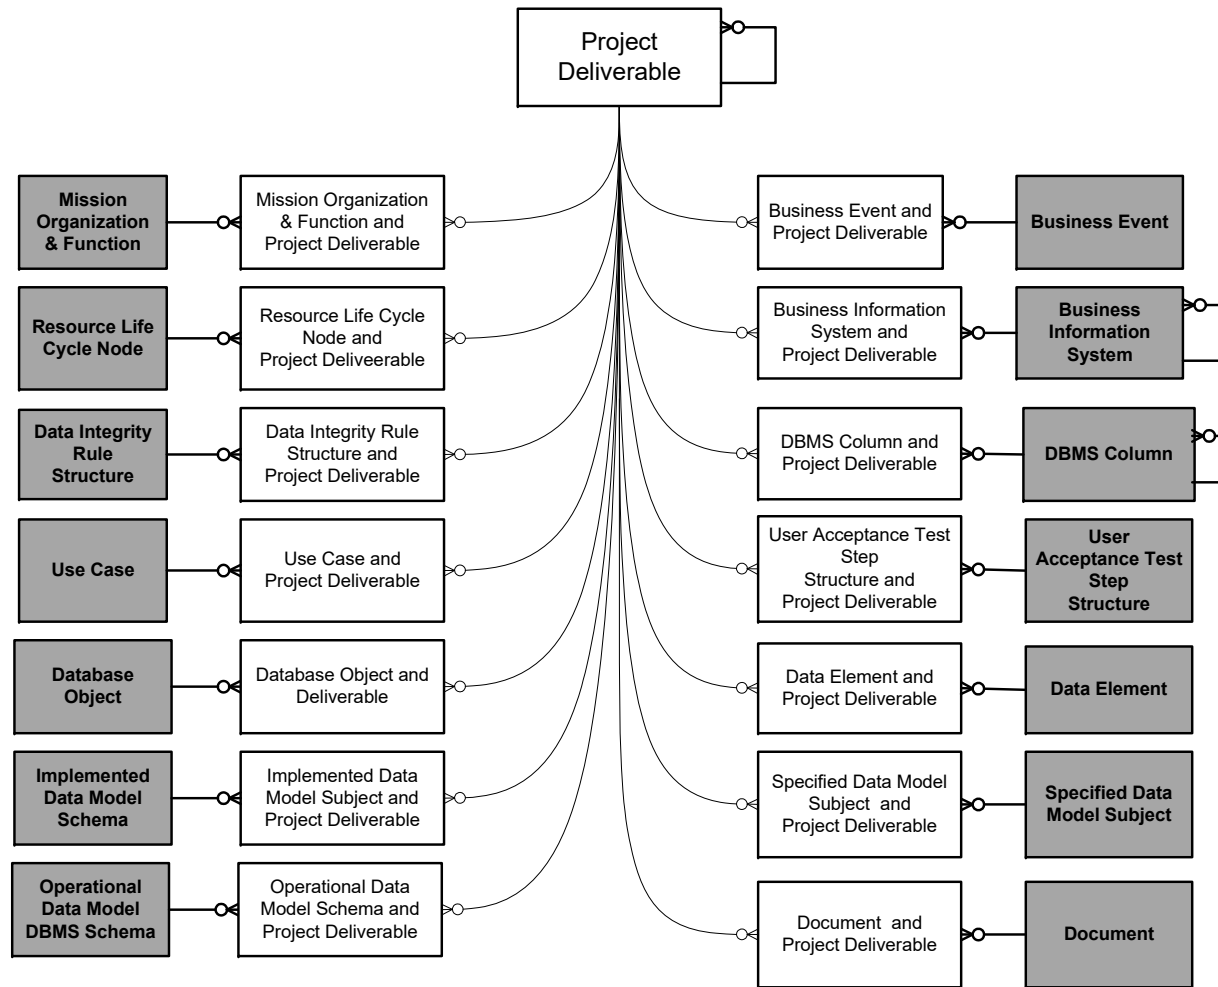 Project
Deliverable
Mission
Organization
& Function
Mission Organization
& Function and
Project Deliverable
Business Event and
Project Deliverable
Business Event
Resource Life
Cycle Node
Resource Life Cycle
Node and
Project Deliveerable
Business Information
System and
Project Deliverable
Business
Information
System
Data Integrity
Rule
Structure
Data Integrity Rule
Structure and
Project Deliverable
DBMS Column and
Project Deliverable
DBMS Column
Use Case
Use Case and
Project Deliverable
User Acceptance Test
Step
Structure and
Project Deliverable
User
Acceptance Test
Step
Structure
Database
Object
Database Object and
Deliverable
Data Element and
Project Deliverable
Data Element
Implemented
Data Model
Schema
Implemented Data
Model Subject and
Project Deliverable
Specified Data Model
Subject and
Project Deliverable
Specified Data
Model Subject
Operational
Data Model
DBMS Schema
Operational Data
Model Schema and
Project Deliverable
Document and
Project Deliverable
Document